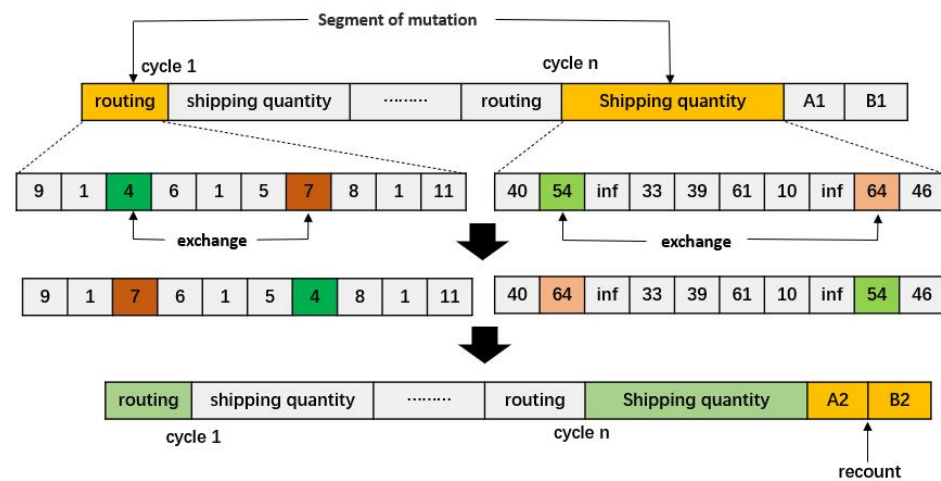 Segment of mutation
cycle 1 cycle n
routing shipping quantity ········· routing Shipping quantity A1 B1
9 1 4 6 1 5 7 8 1 11 40 54 inf 33 39 61 10 inf 64 46
exchange exchange
9 1 7 6 1 5 4 8 1 11 40 64 inf 33 39 61 10 inf 54 46
routing shipping quantity ········· routing Shipping quantity A2 B2
cycle 1 cycle n
recount